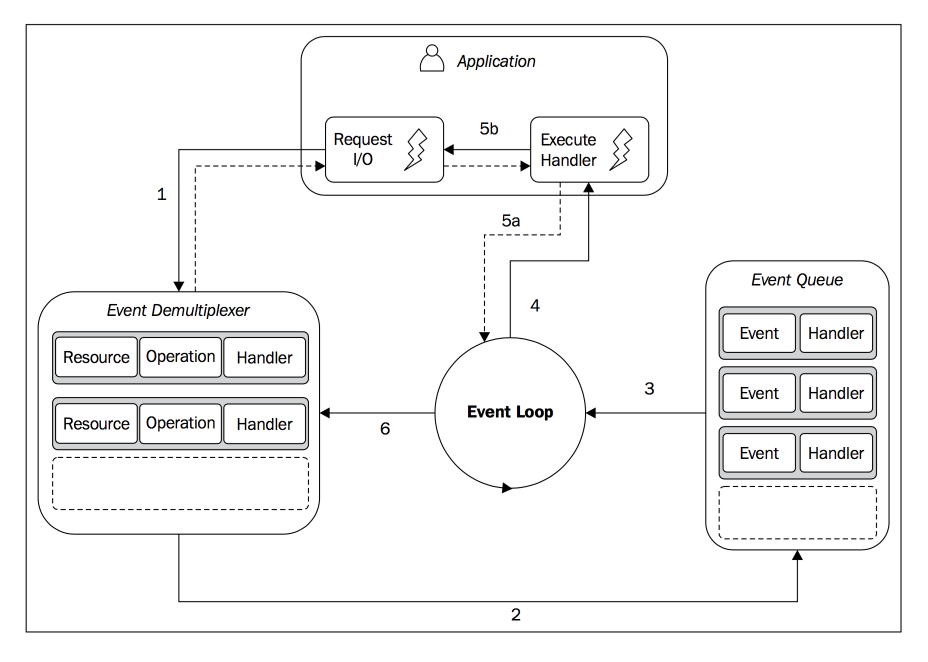 Application
Request
I/O
5b
Execute
Handler
1
5a
4
Event Demultiplexer
Resource Operation Handler
Resource Operation Handler
Event Loop
3
6
Event Queue
Event Handler
Event Handler
Event Handler
2